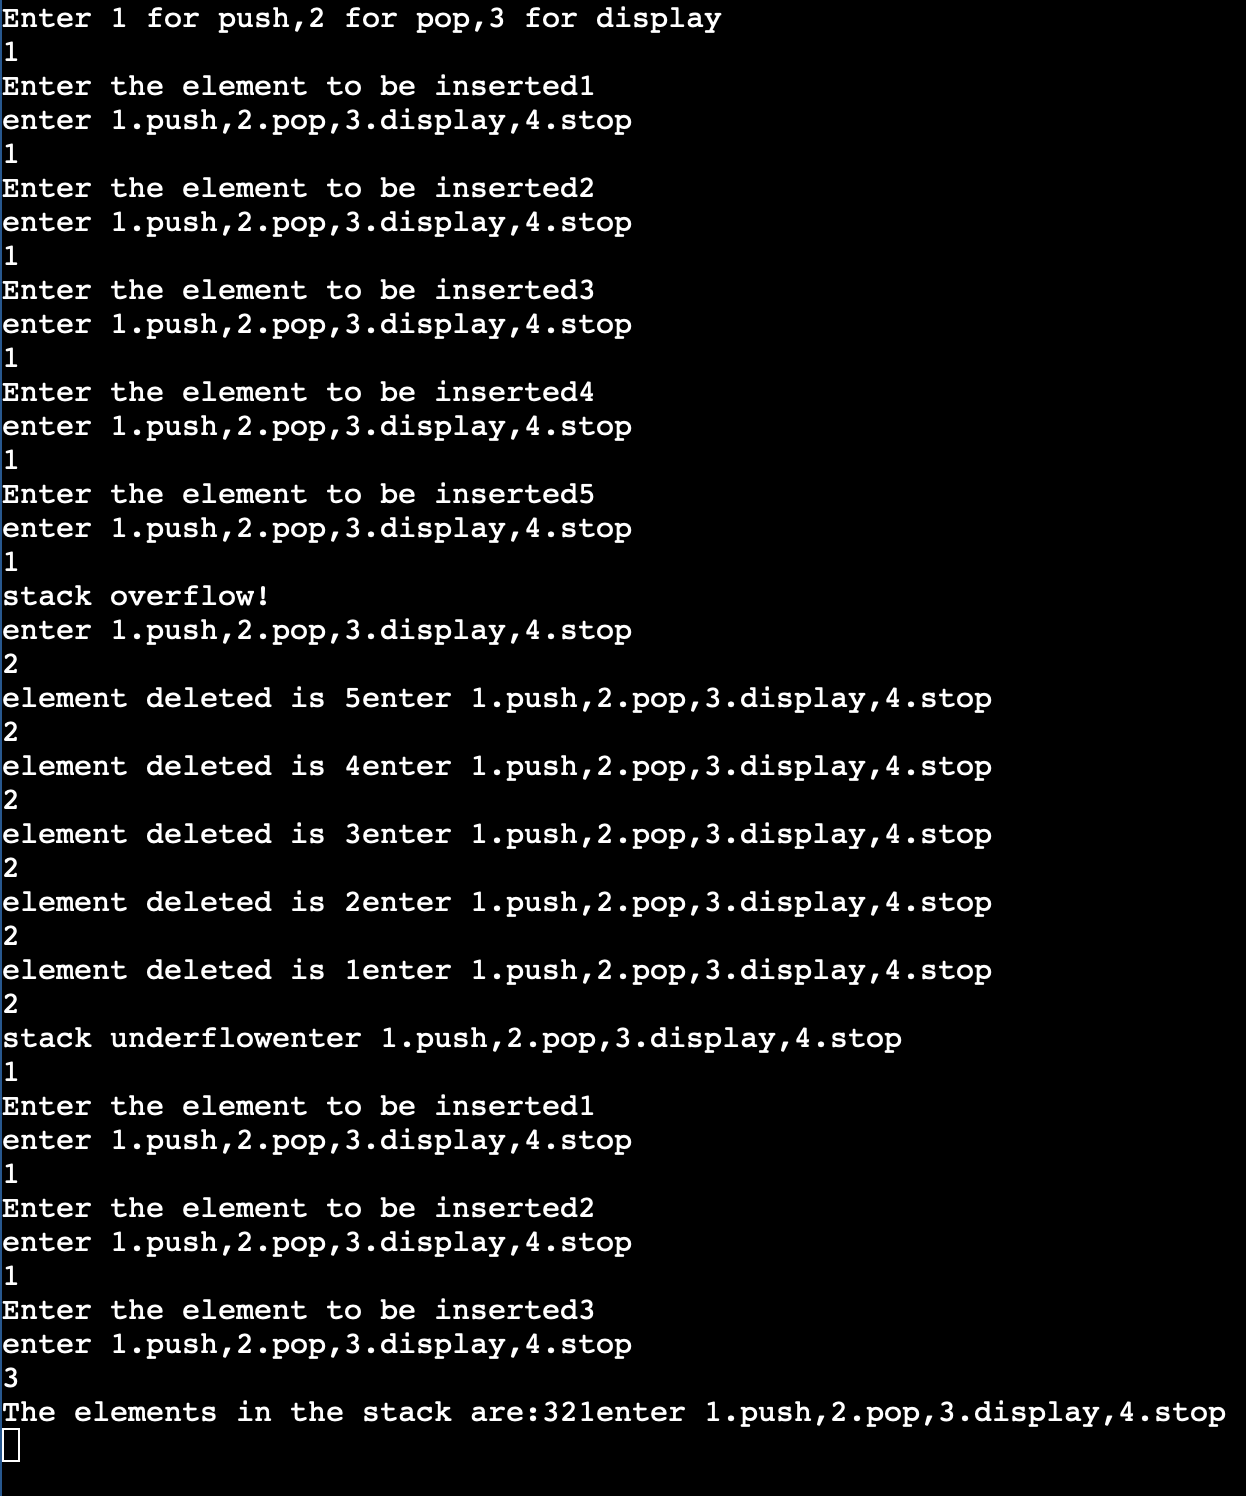 Enter 1 for push,2 for pop,3 for display
1
Enter the element to be inserted1
enter 1.push,2.pop,3.display,4.stop
1
Enter the element to be inserted2
enter 1.push,2.pop,3.display,4.stop
1
Enter the element to be inserted3
enter 1.push,2.pop,3.display,4.stop
1
Enter the element to be inserted4
enter 1.push,2.pop,3.display,4.stop
1
Enter the element to be inserted5
enter 1.push,2.pop,3.display,4.stop
1
stack overflow!
enter 1.push,2.pop,3.display,4.stop
2
element deleted is 5enter 1.push,2.pop,3.display,4.stop
2
element deleted is 4enter 1.push,2.pop,3.display,4.stop
2
element deleted is 3enter 1.push,2.pop,3.display,4.stop
2
element deleted is 2enter 1.push,2.pop,3.display,4.stop
2
element deleted is 1enter 1.push,2.pop,3.display,4.stop
2
stack underflowenter 1.push,2.pop,3.display,4.stop
1
Enter the element to be inserted1
enter 1.push,2.pop,3.display,4.stop
1
Enter the element to be inserted2
enter 1.push,2.pop,3.display,4.stop
1
Enter the element to be inserted3
enter 1.push,2.pop,3.display,4.stop
3
The elements in the stack are:321enter 1.push,2.pop,3.display,4.stop